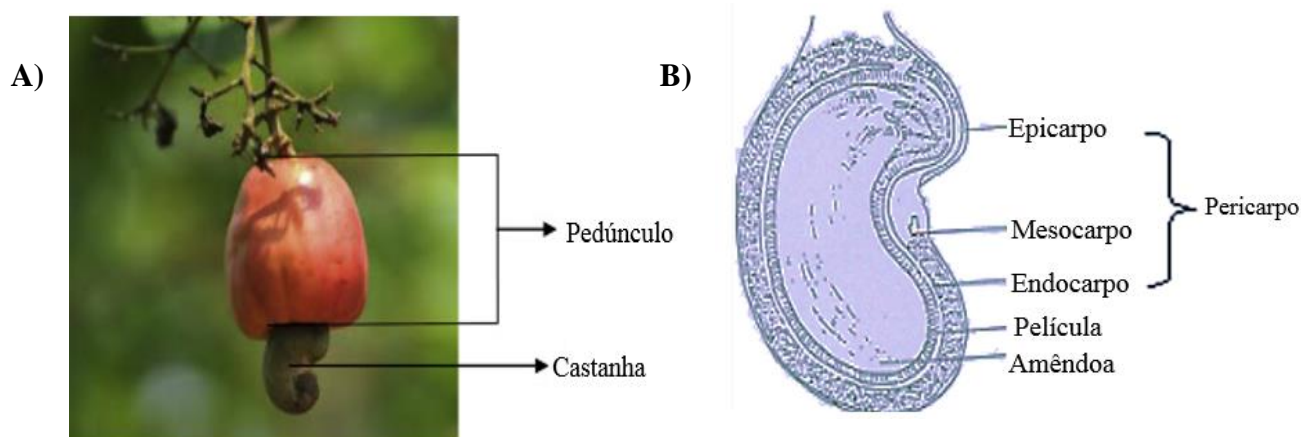 A)
Pedúnculo
Castanha
B)
Epicarpo
Mesocarpo
Endocarpo
Película
Amêndoa
Pericarpo